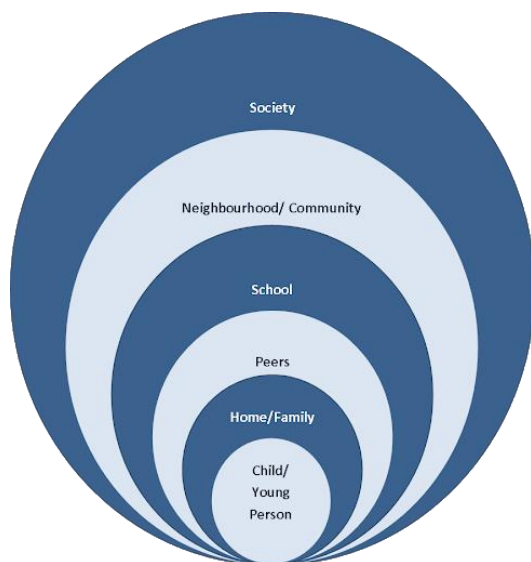 Society
Neighbourhood/ Community
School
Peers
Home/Family
Child/
Young
Person